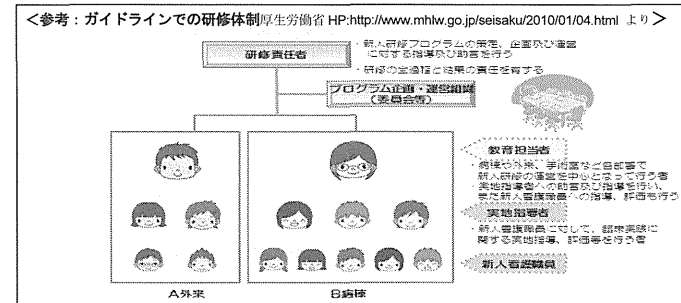 ＜参考：ガイドラインでの研修体制厚生労働省 HP:http://www.mhlw.go.jp/seisaku/2010/01/04.html より＞
研修責任者
・新人研修プログラムの策定、企画及び運営
に対する指導及び助言を行う
・研修の全過程と結果の責任を有する
プログラム企画・運営組織
（委員会等）
教育担当者
・病棟や外来、手術室など各部署で
新人研修の運営を中心となって行う者
・実地指導者への助言及び指導を行い、
また新人看護職員への指導、評価も行う
実地指導者
・新人看護職員に対して、臨床実践に
関する実地指導、評価等を行う者
新人看護職員
A外来
B病棟